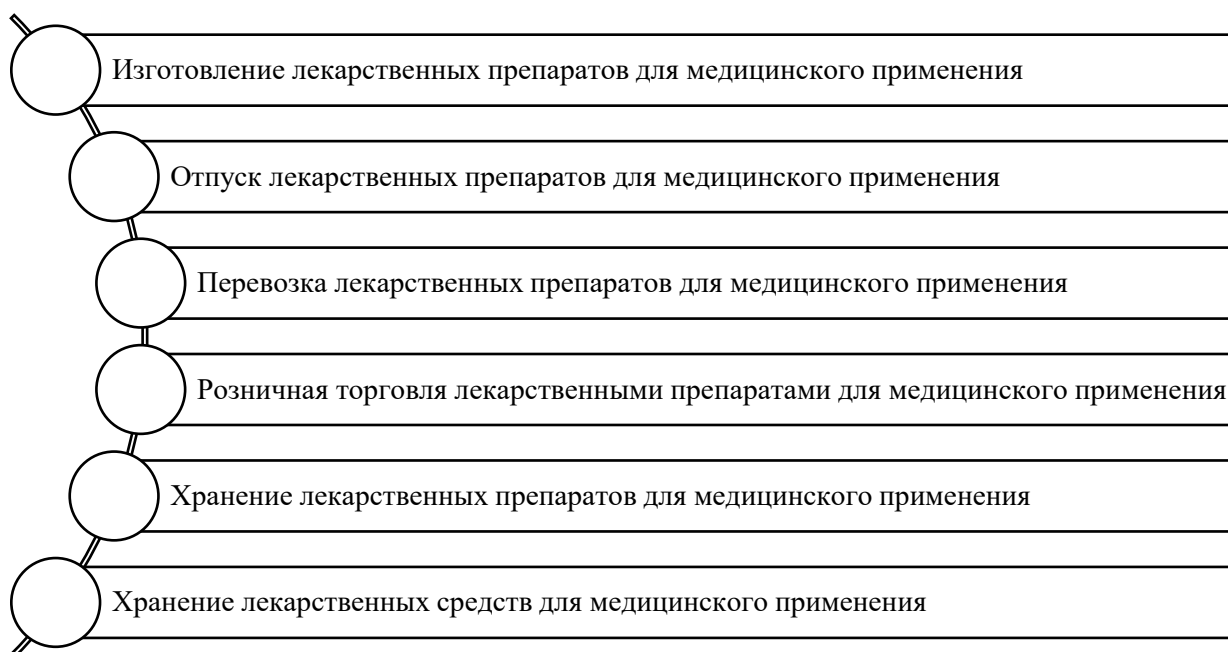 Изготовление лекарственных препаратов для медицинского применения
Отпуск лекарственных препаратов для медицинского применения
Перевозка лекарственных препаратов для медицинского применения
Розничная торговля лекарственными препаратами для медицинского применения
Хранение лекарственных препаратов для медицинского применения
Хранение лекарственных средств для медицинского применения